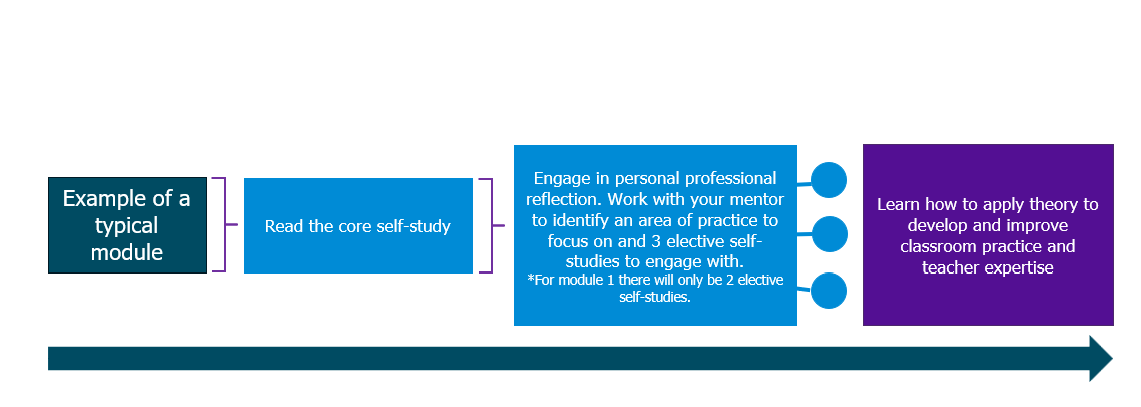 Example of a
typical
module
Read the core self-study
Engage in personal professional
reflection. Work with your mentor
to identify an area of practice to
focus on and 3 elective self-
studies to engage with.
*For module 1 there will only be 2 elective
self-studies.
Learn how to apply theory to
develop and improve
classroom practice and
teacher expertise